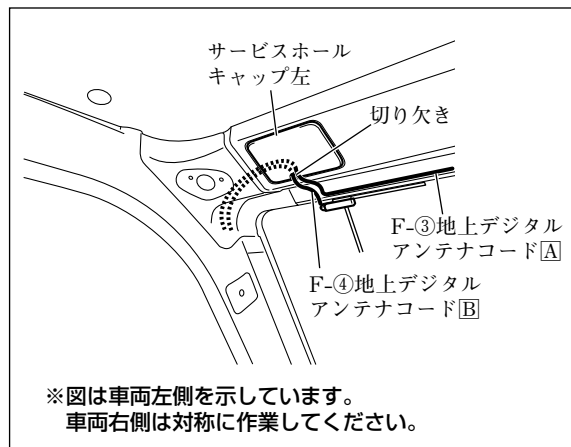 サービスホール
キャップ左
切り欠き
F-③地上デジタル
アンテナコードA
F-④地上デジタル
アンテナコードB
※図は車両左側を示しています。
車両右側は対称に作業してください。